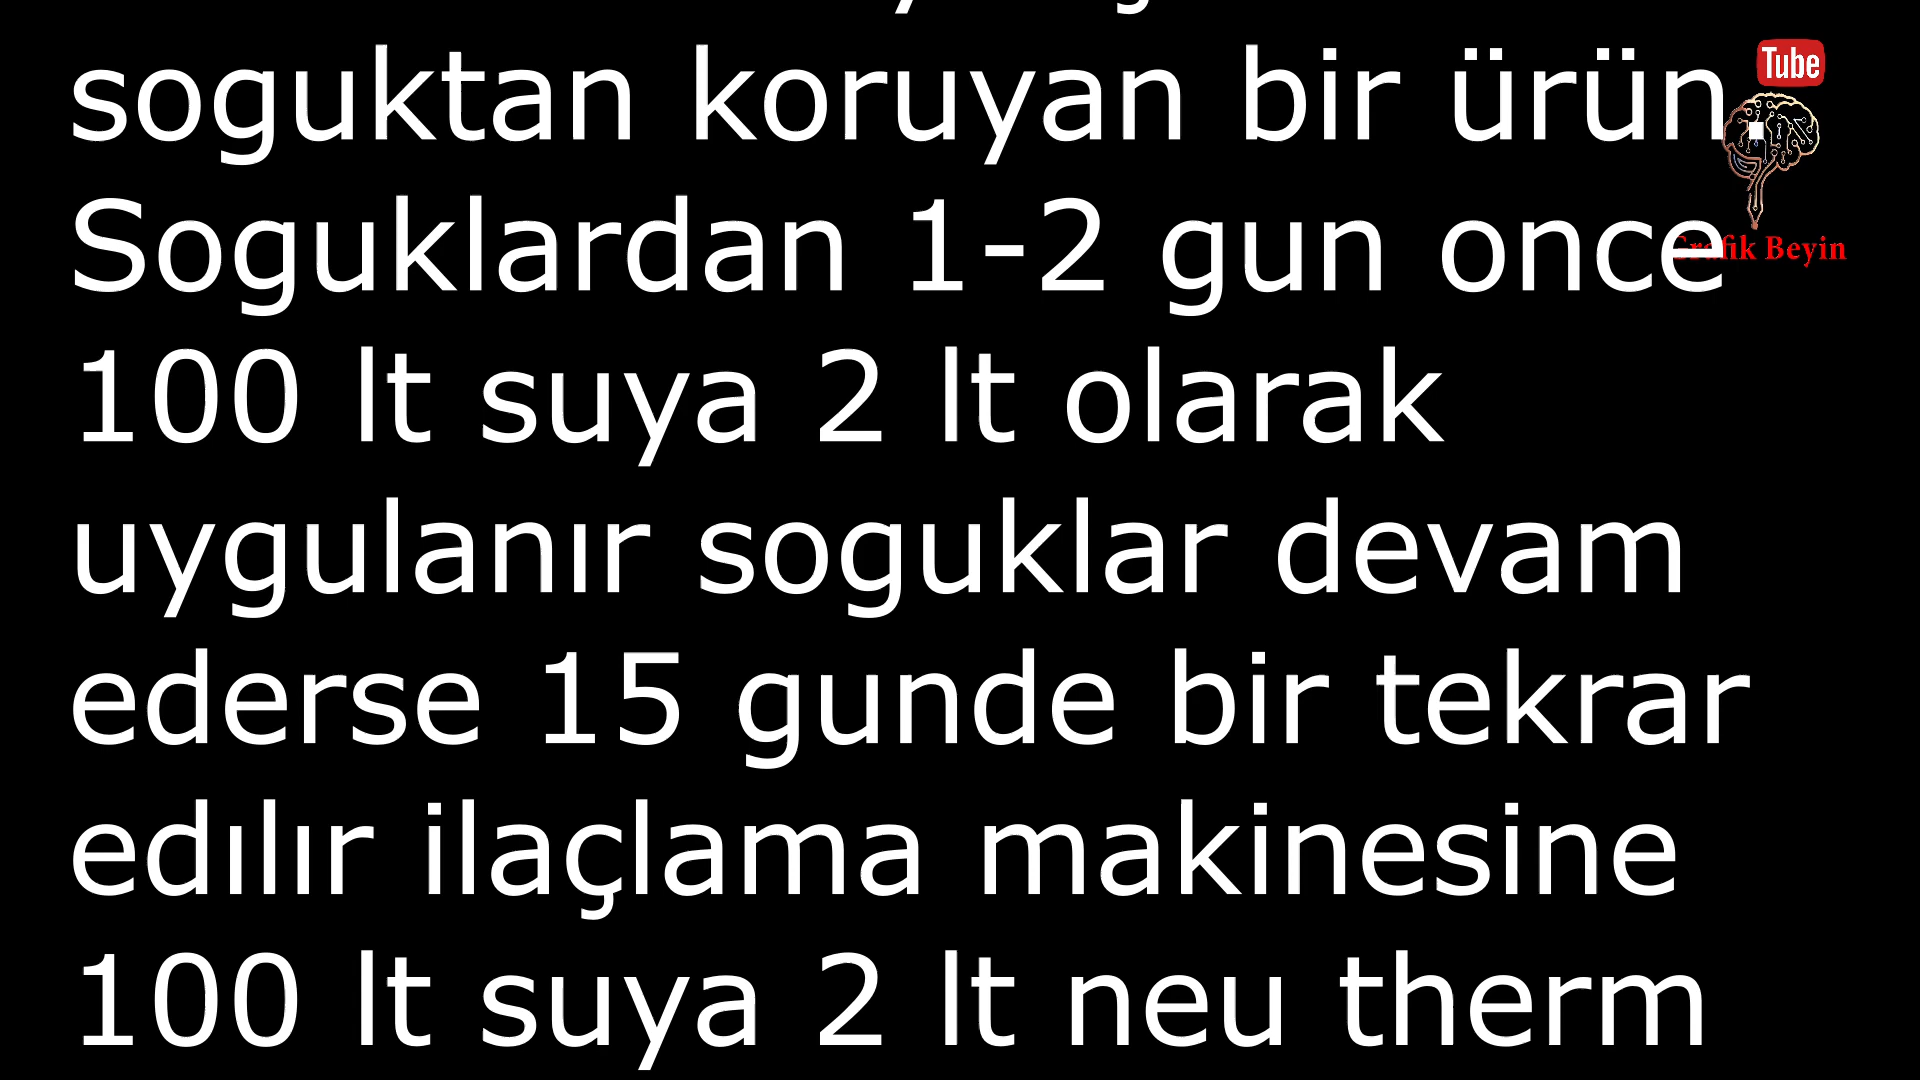 soguktan koruyan bir ürün.
Tube
Soguklardan 1-2 gun once
Grafik Beyin
100 lt suya 2 lt olarak
uygulanır soguklar devam
ederse 15 gunde bir tekrar
edılır ilaçlama makinesine
100 lt suya 2 lt neu therm